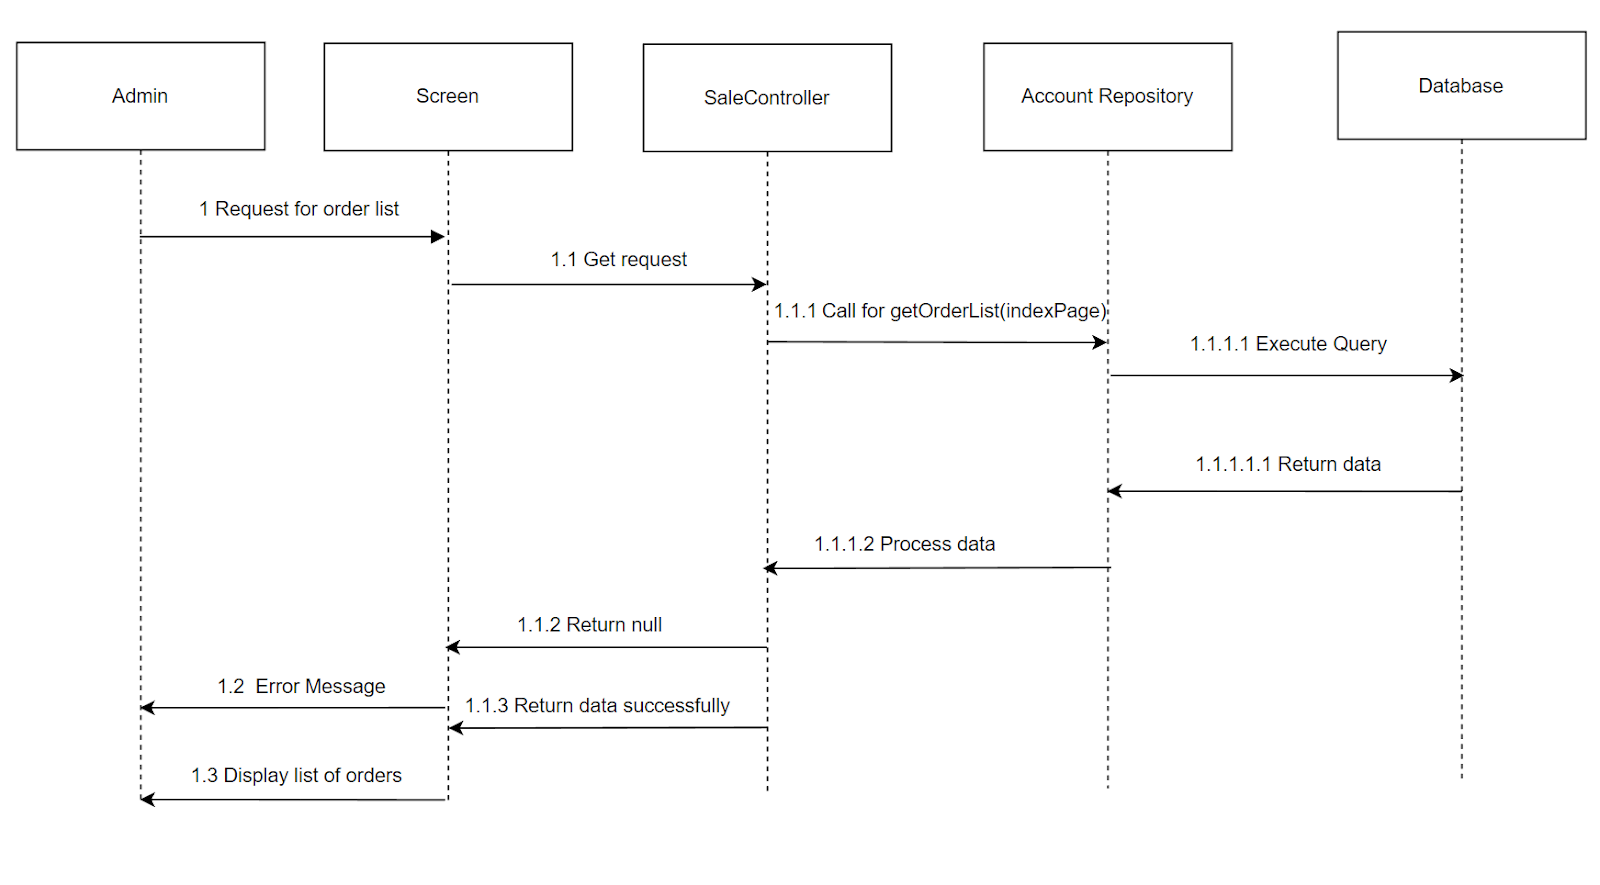 Admin
Screen
SaleController
Account Repository
Database
1 Request for order list
1.1 Get request
1.1.1 Call for getOrderList(indexPage)
1.1.1.1 Execute Query
1.1.1.1.1 Return data
1.1.1.2 Process data
1.1.2 Return null
1.2  Error Message
1.1.3 Return data successfully
1.3 Display list of orders